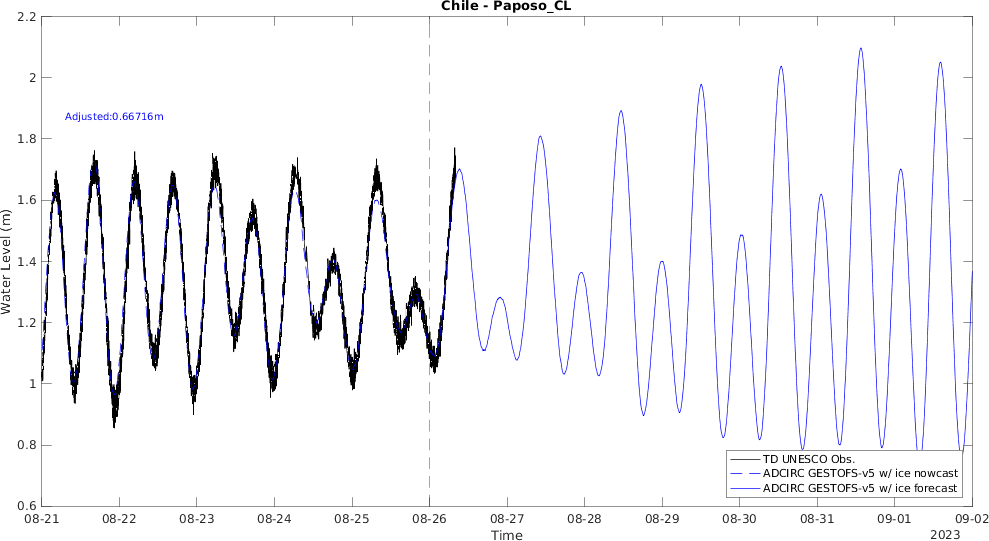 Chile - Paposo_CL
2.2
2
1.8
1.6
1.4
1.2
1
0.8
0.6
Water Level (m)
Adjusted:0.66716m
TD UNESCO Obs.
ADCIRC GESTOFS-v5 w/ ice nowcast
ADCIRC GESTOFS-v5 w/ ice forecast
08-21 08-22 08-23 08-24 08-25 08-26 08-27 08-28 08-29 08-30 08-31 09-01 09-02
Time
2023